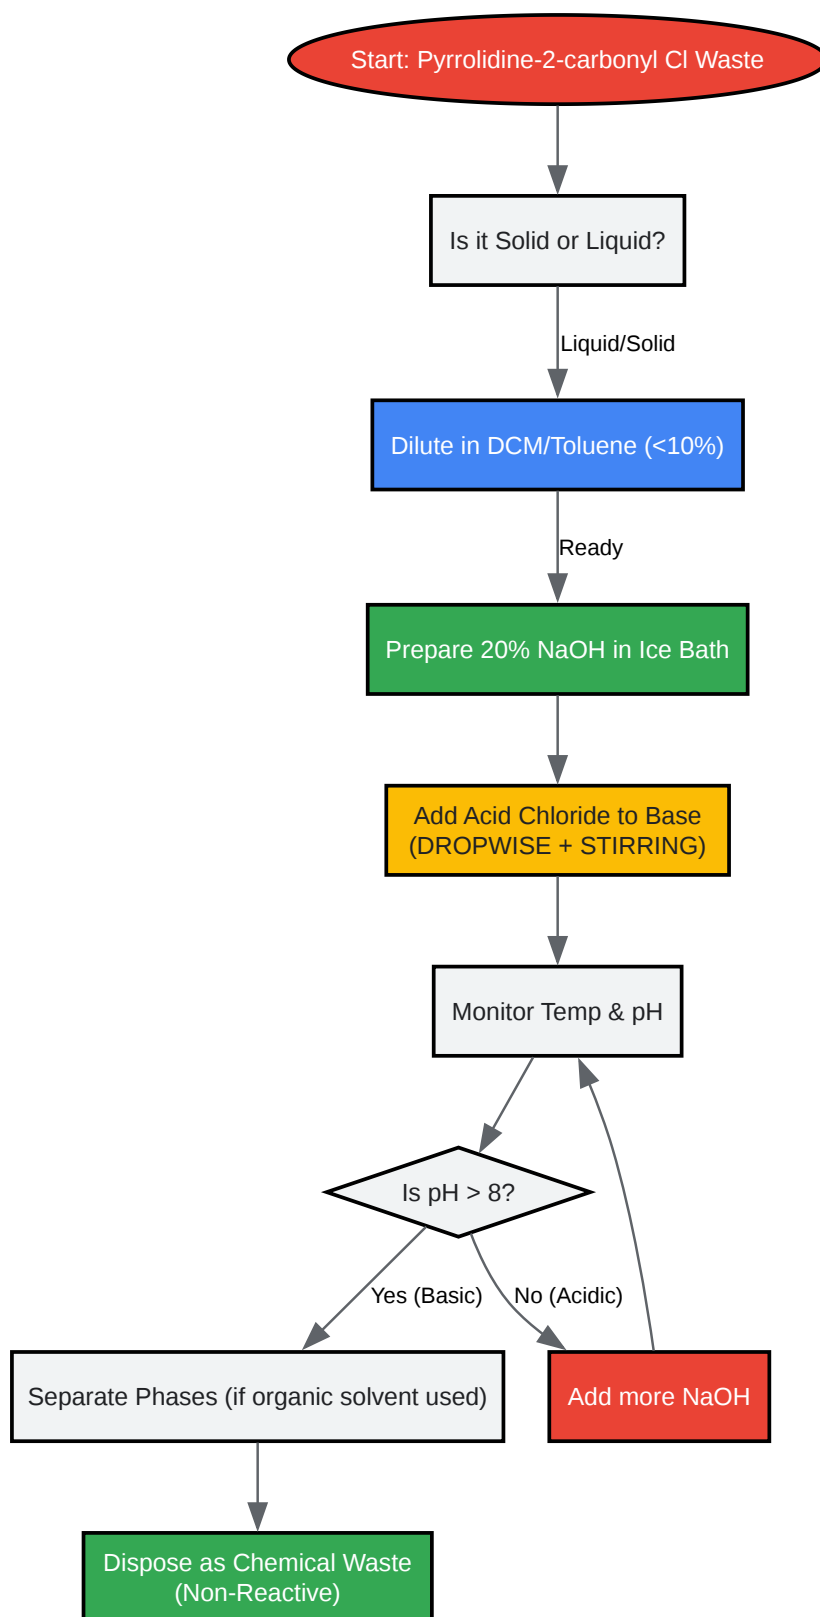 Start: Pyrrolidine-2-carbonyl Cl Waste
Is it Solid or Liquid?
Liquid/Solid
Dilute in DCM/Toluene (<10%)
Ready
Prepare 20% NaOH in Ice Bath
Add Acid Chloride to Base
(DROPWISE + STIRRING)
Monitor Temp & pH
Is pH > 8?
Yes (Basic)
No (Acidic)
Separate Phases (if organic solvent used)
Add more NaOH
Dispose as Chemical Waste
(Non-Reactive)